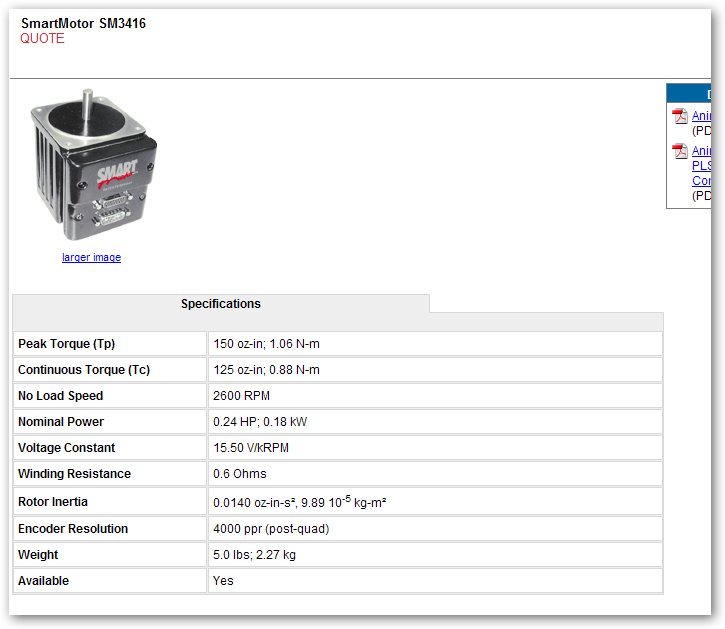 SmartMotor SM3416
QUOTE
SMART
larger image
(PD
PLS
(PD
Specifications
Peak Torque (Tp) 150 oz-in; 1.06 N-m
Continuous Torque (Tc) 125 oz-in; 0.88 N-m
No Load Speed 2600 RPM
Nominal Power 0.24 HP; 0.18 kW
Voltage Constant 15.50 V/kRPM
Winding Resistance 0.6 Ohms
Rotor Inertia 0.0140 oz-in-s², 9.89 10-5 kg-m²
Encoder Resolution 4000 ppr (post-quad)
Weight 5.0 lbs; 2.27 kg
Available Yes